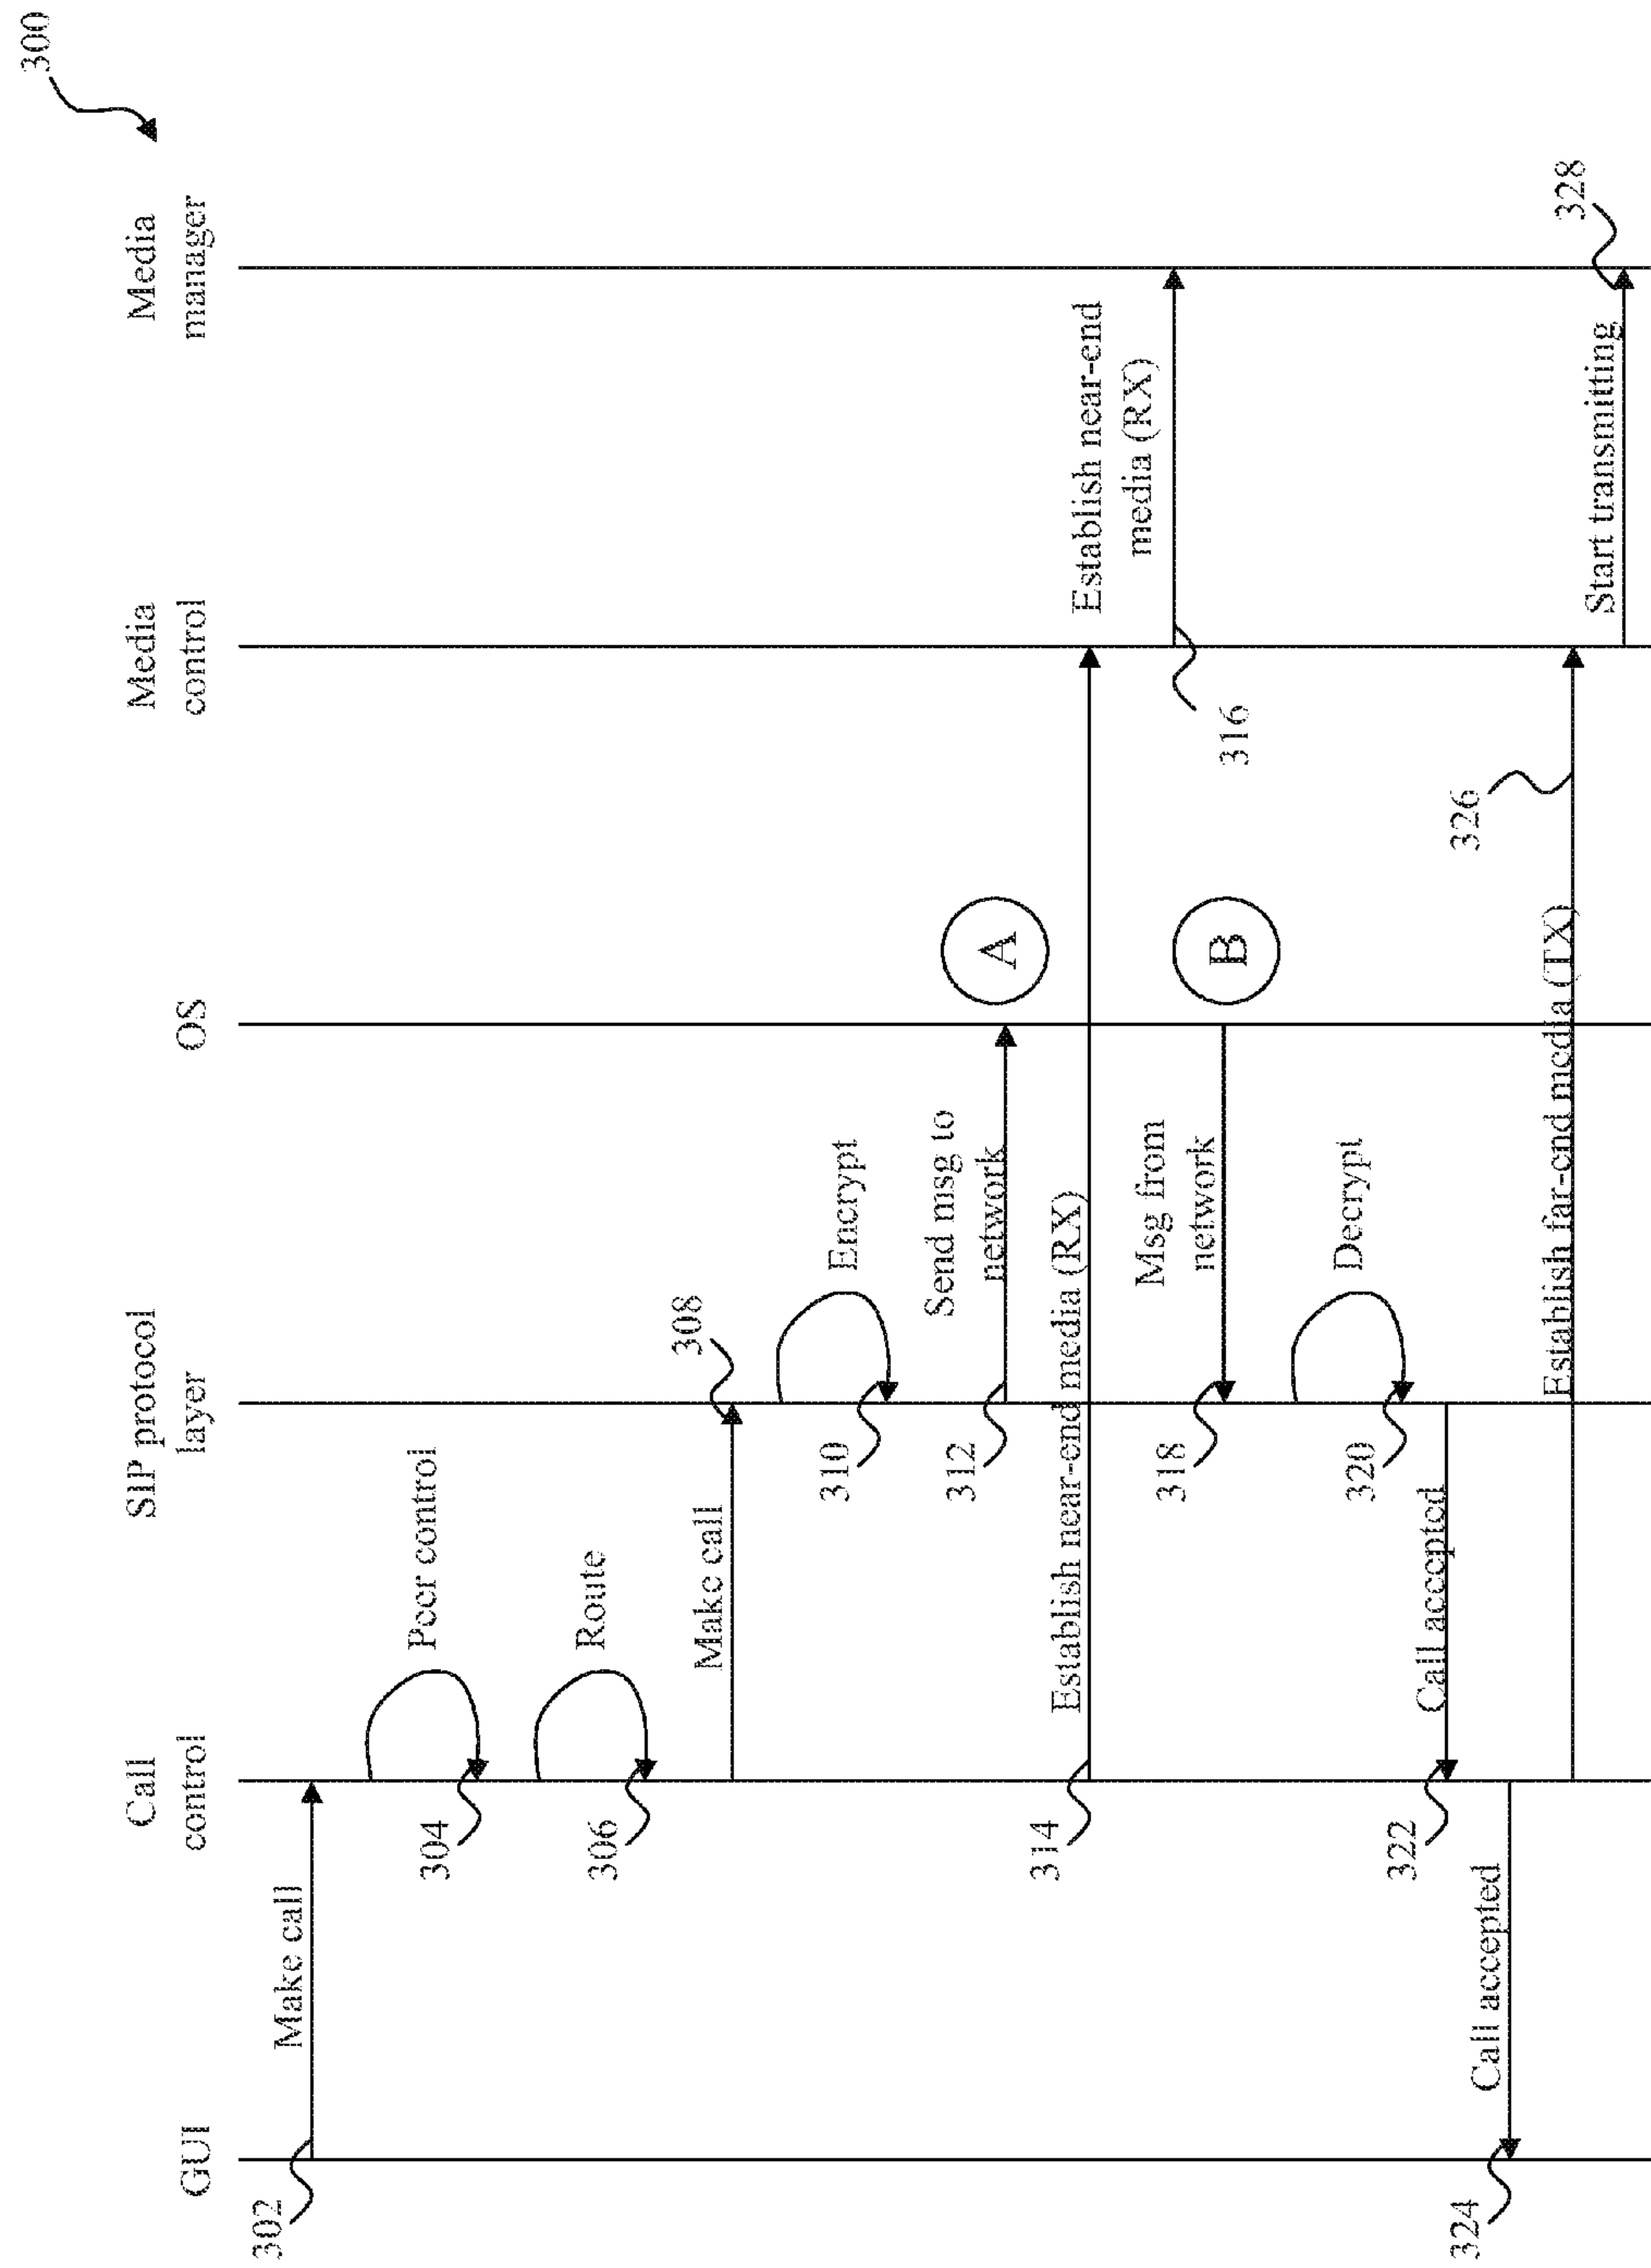 300
GUI
Call
control
SIP protocol
layer
OS
Media
control
Media
manager
302
Make call
Peer control
304
Route
306
Make call
308
Encrypt
310
Send msg to
network
312
A
Establish near-end media (RX)
314
Establish near-end
media (RX)
316
Msg from
network
318
B
Decrypt
320
Call accepted
322
Call accepted
324
Establish far-end media (TX)
326
Start transmitting
328